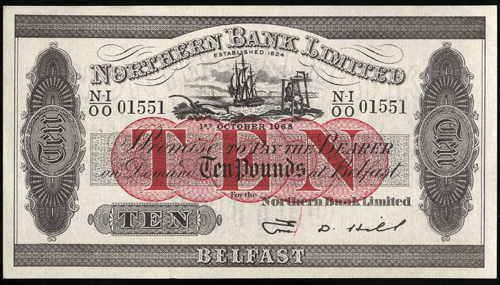 NORTHERN BANK LIMITED
ESTABLISHED 1824
N-I
00 01551
N-I
00 01551
1ST OCTOBER 1968
TEN
Promise to PAY THE BEARER
on Demand Ten Pounds at Belfast
For the Northern Bank Limited
Ten
Ten
TEN
D. Hill
BELFAST